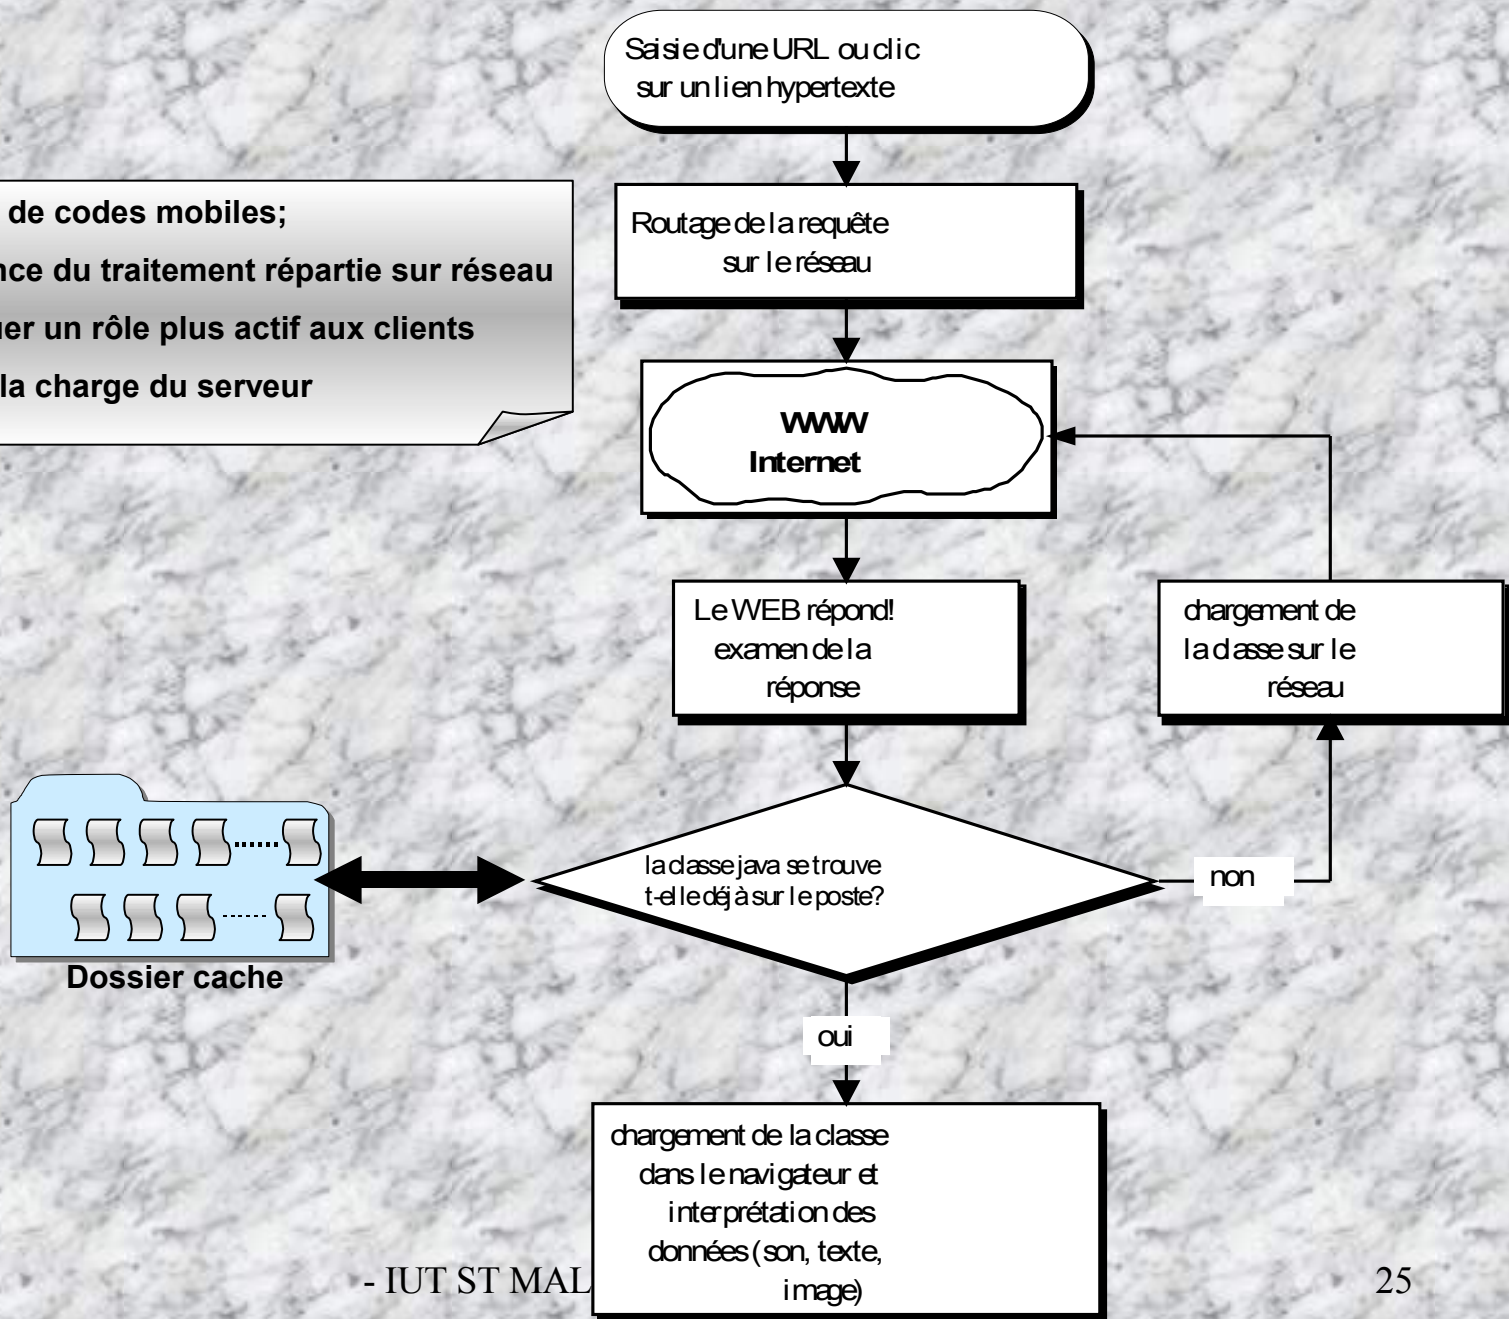 Saisie d'une URL ou clic
sur un lien hypertexte
de codes mobiles;
nce du traitement répartie sur réseau
uer un rôle plus actif aux clients
la charge du serveur
Routage de la requête
sur le réseau
WWW
Internet
Le WEB répond!
examen de la
réponse
chargement de
la classe sur le
réseau
la classe java se trouve
t-elle déjà sur le poste?
non
Dossier cache
oui
chargement de la classe
dans le navigateur et
interprétation des
données (son, texte,
image)
- IUT ST MAL
25